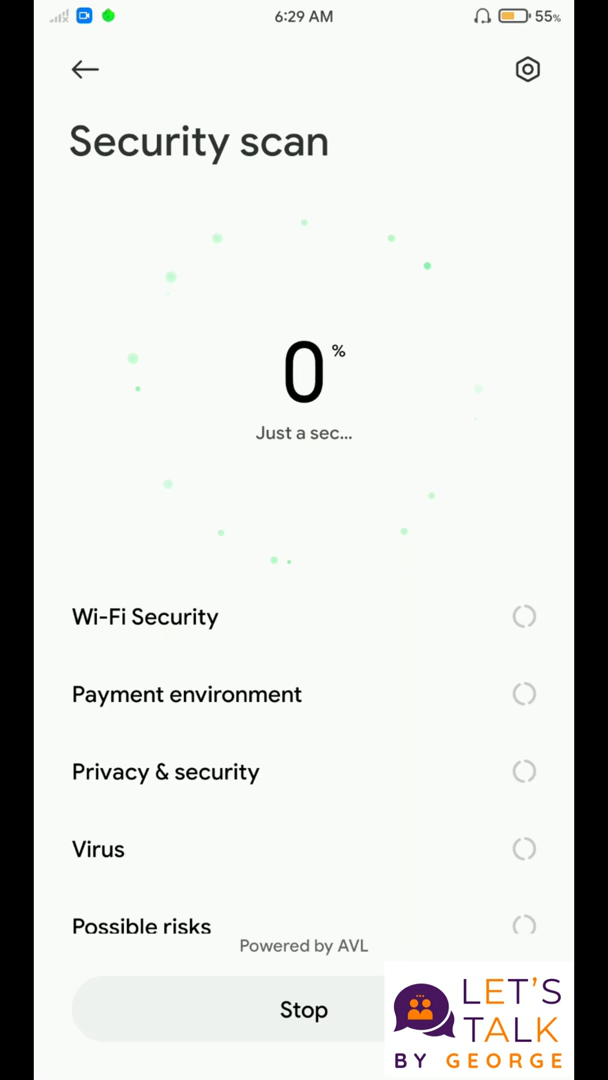 6:29 AM
55%
Security scan
0%
Just a sec...
Wi-Fi Security
Payment environment
Privacy & security
Virus
Possible risks
Powered by AVL
Stop
LET'S
TALK
BY GEORGE